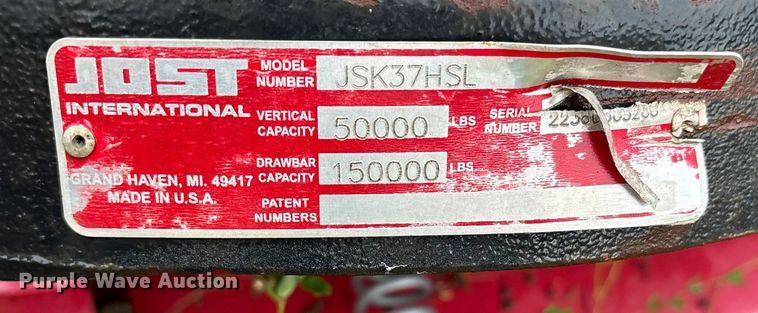 JOST
INTERNATIONAL
MODEL NUMBER JSK37HSL
VERTICAL CAPACITY 50000 LBS
SERIAL NUMBER
DRAWBAR CAPACITY 150000 LBS
GRAND HAVEN, MI. 49417
MADE IN U.S.A.
PATENT NUMBERS
Purple Wave Auction